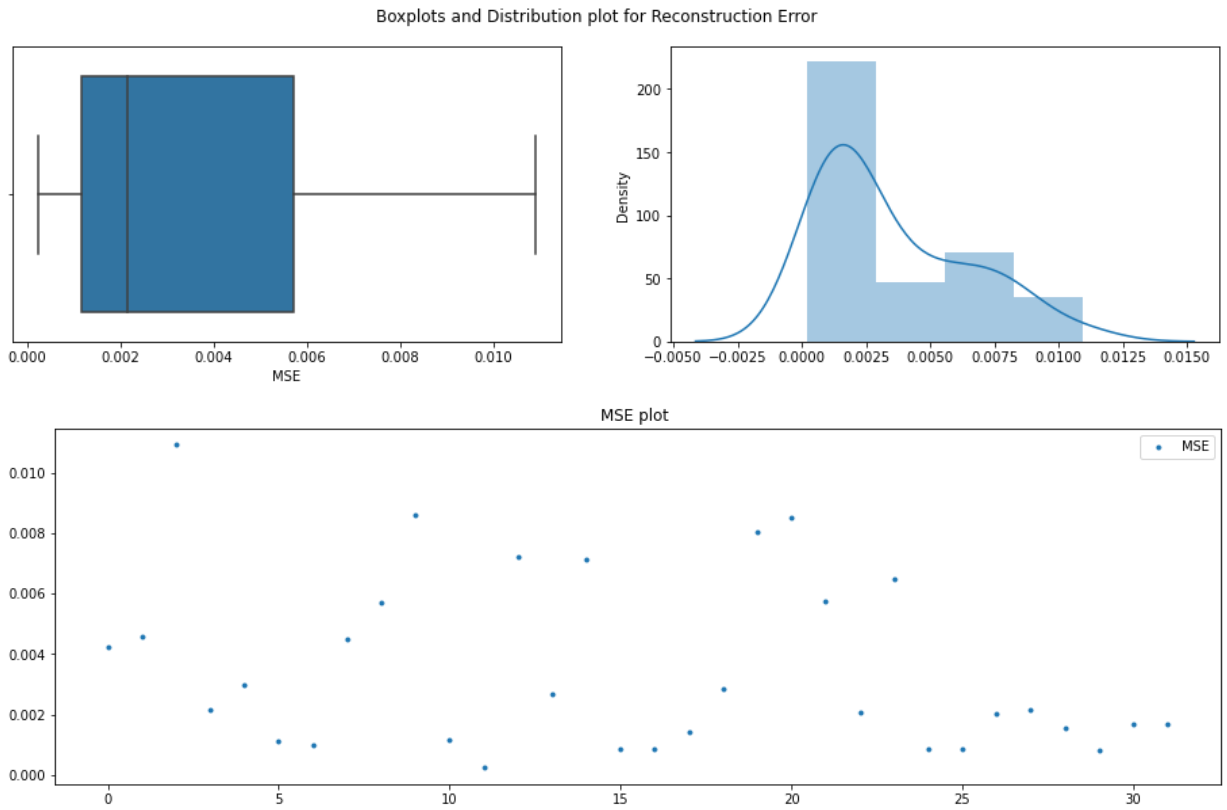 Boxplots and Distribution plot for Reconstruction Error
0.000 0.002 0.004 0.006 0.008 0.010
MSE
Density
200
150
100
50
0
−0.005 −0.0025 0.0000 0.0025 0.0050 0.0075 0.0100 0.0125 0.0150
MSE plot
MSE
0.010
0.008
0.006
0.004
0.002
0.000
0 5 10 15 20 25 30